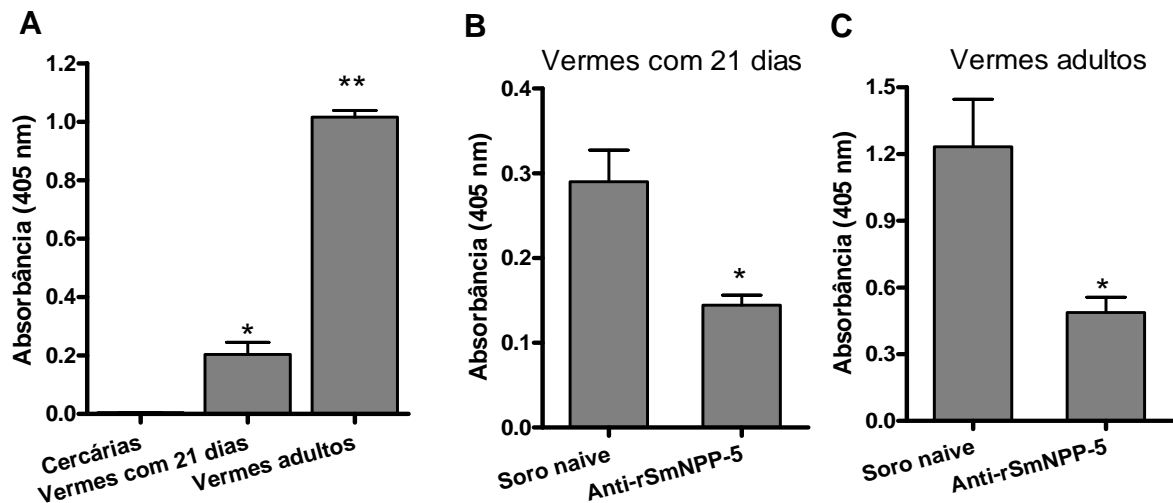 A
Absorbância (405 nm)
1.2
1.0
0.8
0.6
0.4
0.2
0.0
*
**
Cercárias
Vermes com 21 dias
Vermes adultos
B
Vermes com 21 dias
Absorbância (405 nm)
0.4
0.3
0.2
0.1
0.0
*
Soro naive
Anti-rSmNPP-5
C
Vermes adultos
Absorbância (405 nm)
1.5
1.2
0.9
0.6
0.3
0.0
*
Soro naive
Anti-rSmNPP-5